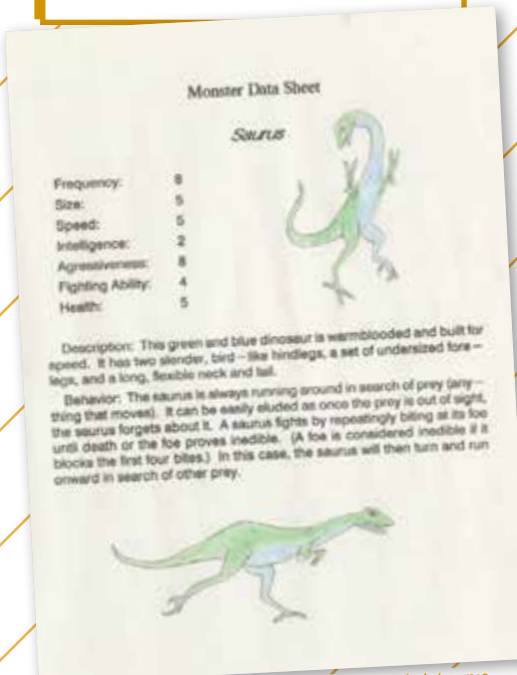 Monster Data Sheet
Saurus
Frequency: 8
Size: 5
Speed: 5
Intelligence: 2
Agressiveness: 8
Fighting Ability: 4
Health: 5
Description: This green and blue dinosaur is warmblooded and built for
speed. It has two slender, bird-like hindlegs, a set of undersized fore-
legs, and a long, flexible neck and tail.
Behavior: The saurus is always running around in search of prey (any-
thing that moves). It can be easily eluded as once the prey is out of sight,
the saurus forgets about it. A saurus fights by repeatingly biting at its foe
until death or the foe proves inedible. (A foe is considered inedible if it
blocks the first four bites.) In this case, the saurus will then turn and run
onward in search of other prey.